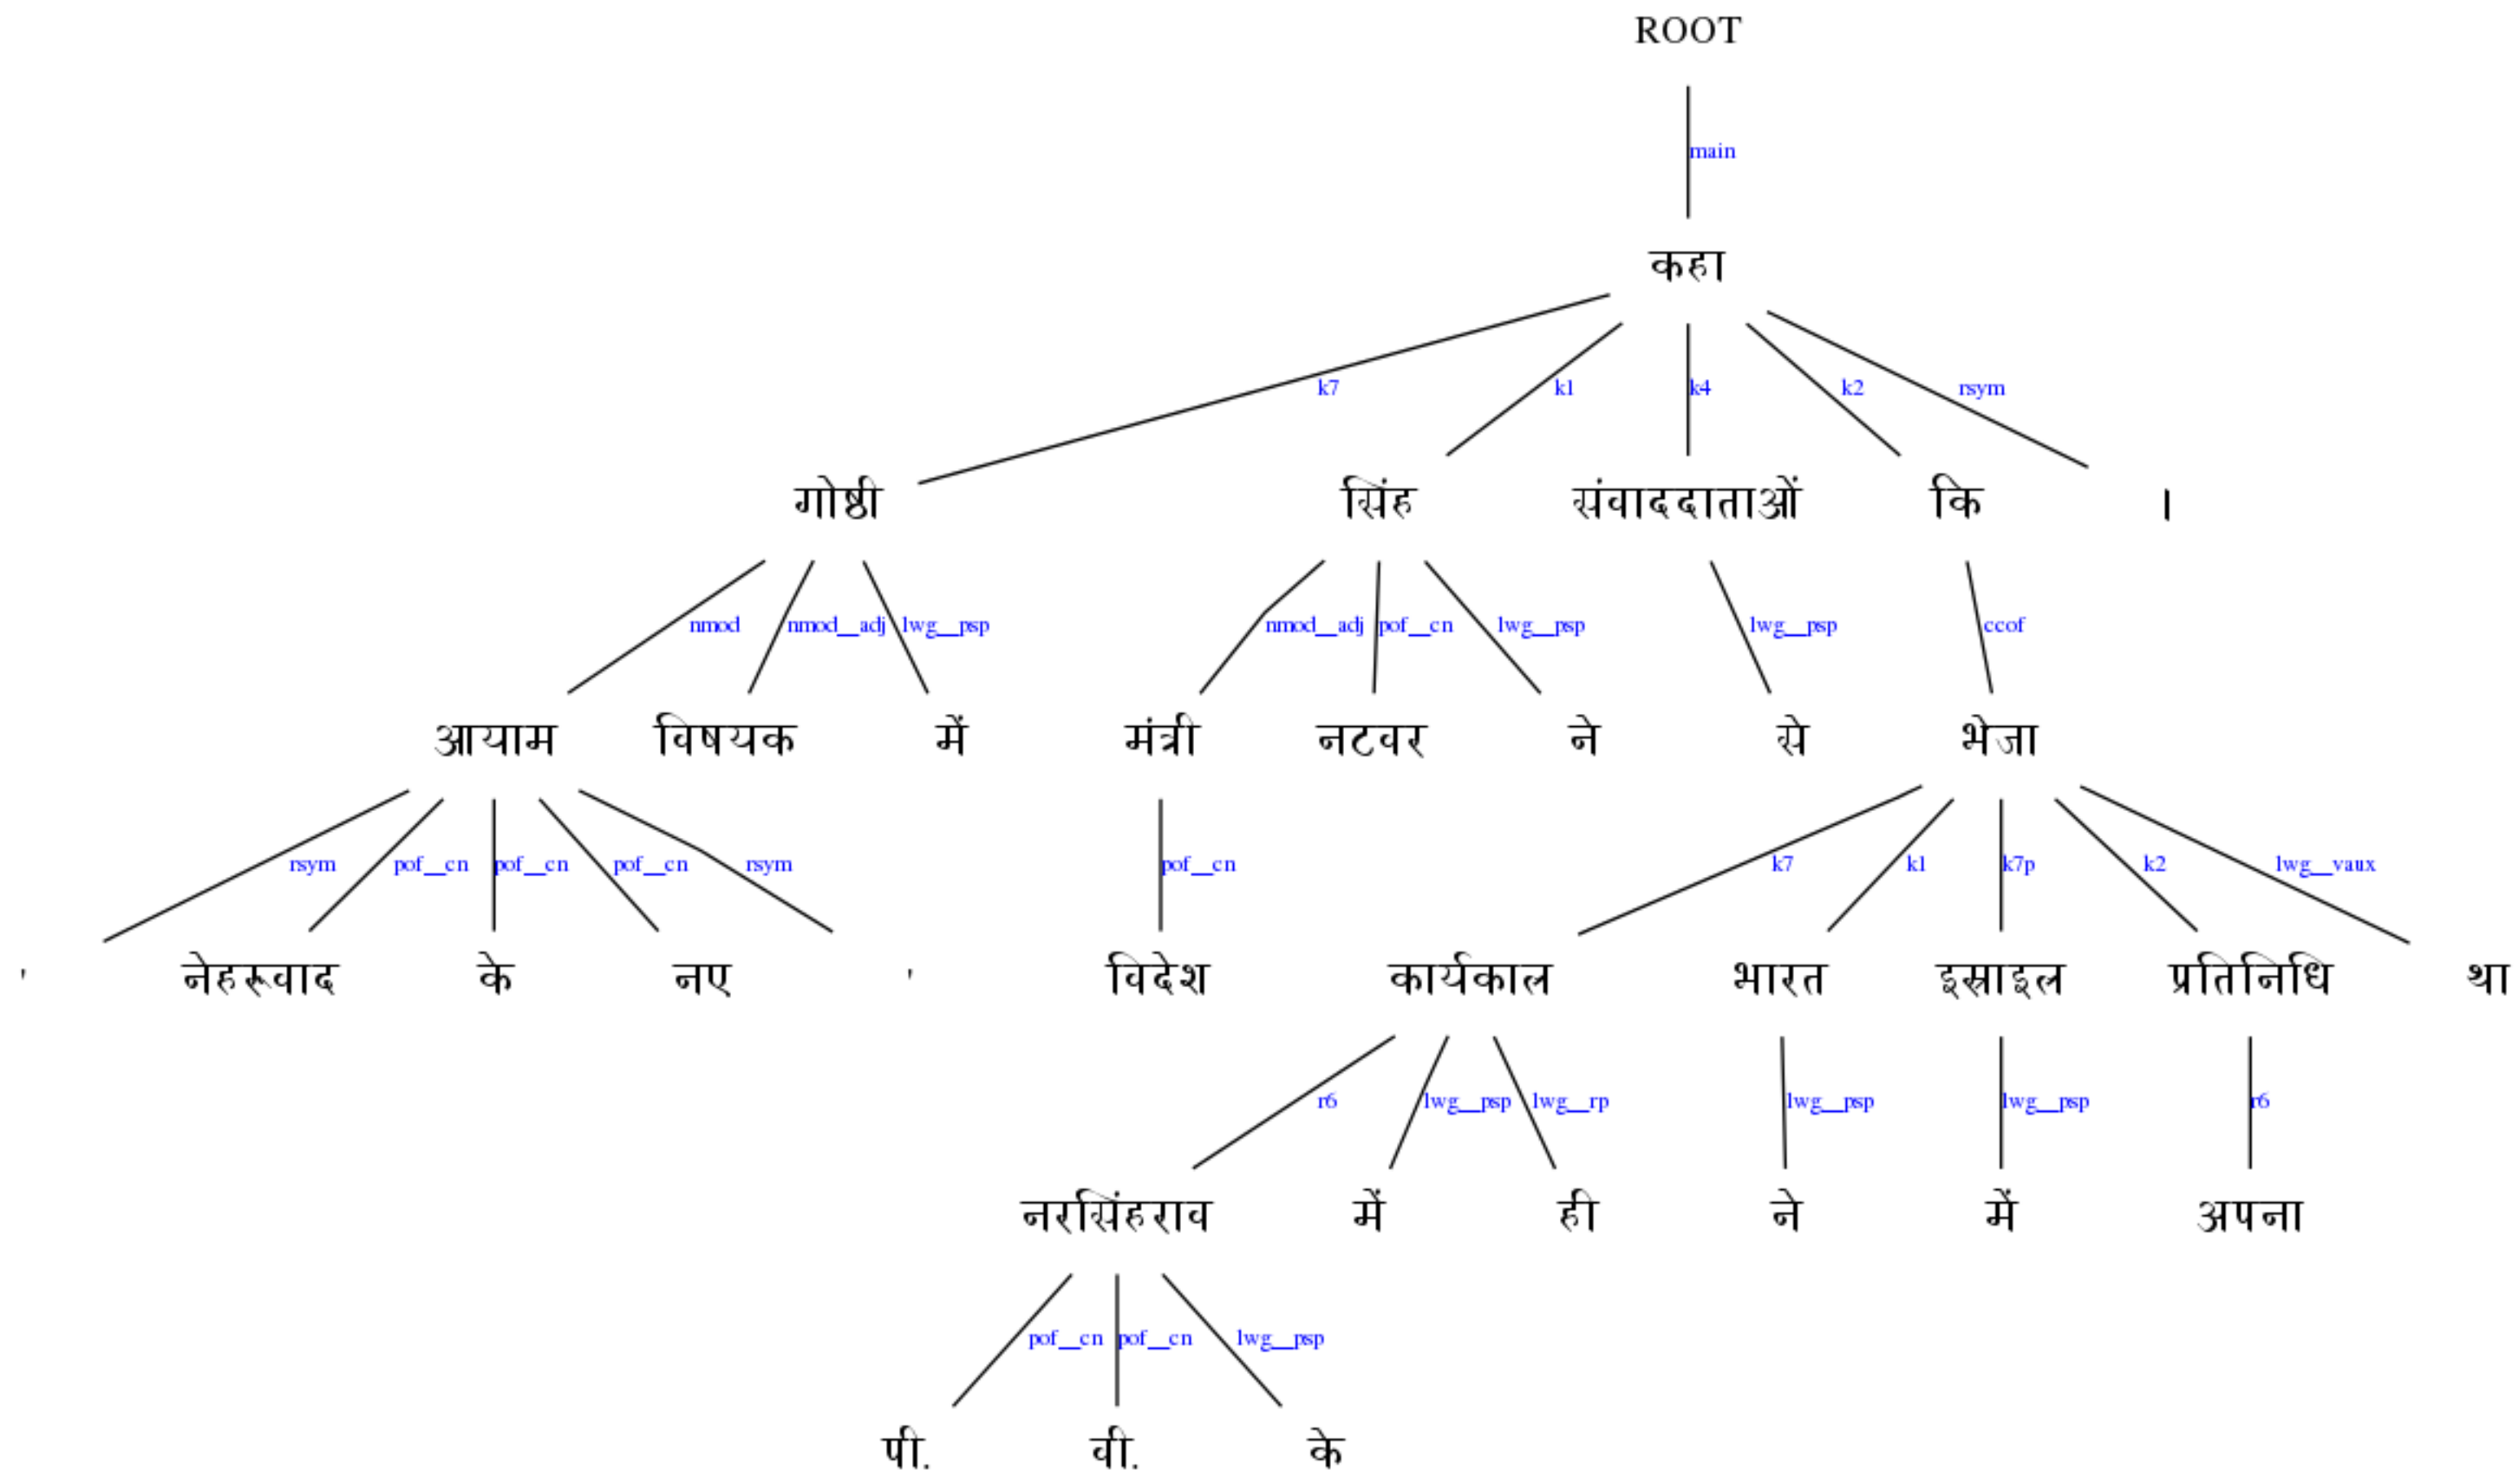 ROOT
main
कहा
k7 k1 k4 k2 rsym
गोष्ठी सिंह संवाददाताओं कि ।
nmod nmod__adj lwg__psp nmod__adj pof__cn lwg__psp lwg__psp ccof
आयाम विषयक में मंत्री नटवर ने से भेजा
rsym pof__cn pof__cn pof__cn rsym pof__cn k7 k1 k7p k2 lwg__vaux
' नेहरूवाद के नए ' विदेश कार्यकाल भारत इस्राइल प्रतिनिधि था
r6 lwg__psp lwg__rp lwg__psp lwg__psp r6
नरसिंहराव में ही ने में अपना
pof__cn pof__cn lwg__psp
पी. वी. के